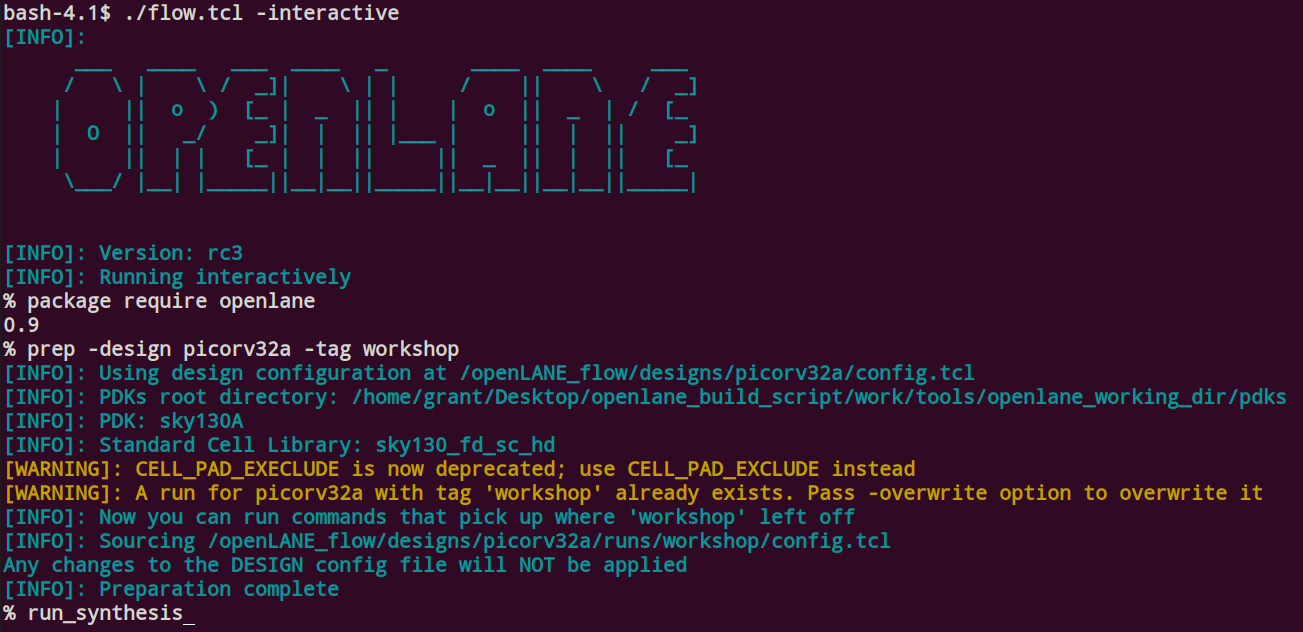 bash-4.1$ ./flow.tcl -interactive
[INFO]:
OPENLANE
[INFO]: Version: rc3
[INFO]: Running interactively
% package require openlane
0.9
% prep -design picorv32a -tag workshop
[INFO]: Using design configuration at /openLANE_flow/designs/picorv32a/config.tcl
[INFO]: PDKs root directory: /home/grant/Desktop/openlane_build_script/work/tools/openlane_working_dir/pdks
[INFO]: PDK: sky130A
[INFO]: Standard Cell Library: sky130_fd_sc_hd
[WARNING]: CELL_PAD_EXECLUDE is now deprecated; use CELL_PAD_EXCLUDE instead
[WARNING]: A run for picorv32a with tag 'workshop' already exists. Pass -overwrite option to overwrite it
[INFO]: Now you can run commands that pick up where 'workshop' left off
[INFO]: Sourcing /openLANE_flow/designs/picorv32a/runs/workshop/config.tcl
Any changes to the DESIGN config file will NOT be applied
[INFO]: Preparation complete
% run_synthesis_